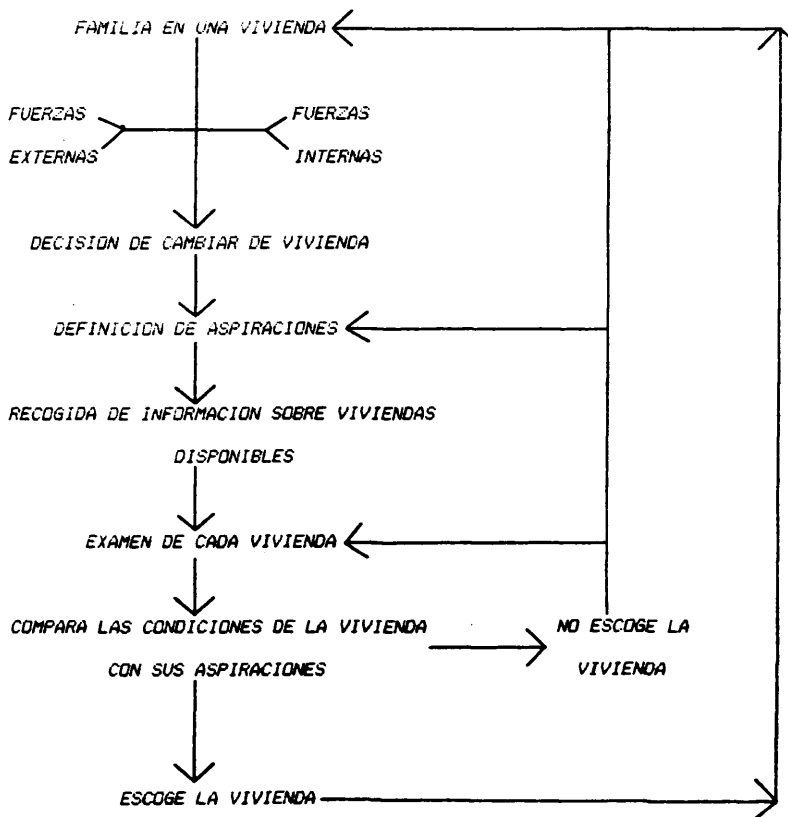 FAMILIA EN UNA VIVIENDA
FUERZAS
EXTERNAS
FUERZAS
INTERNAS
DECISION DE CAMBIAR DE VIVIENDA
DEFINICION DE ASPIRACIONES
RECOGIDA DE INFORMACION SOBRE VIVIENDAS
DISPONIBLES
EXAMEN DE CADA VIVIENDA
COMPARA LAS CONDICIONES DE LA VIVIENDA
CON SUS ASPIRACIONES
NO ESCOGE LA
VIVIENDA
ESCOGE LA VIVIENDA